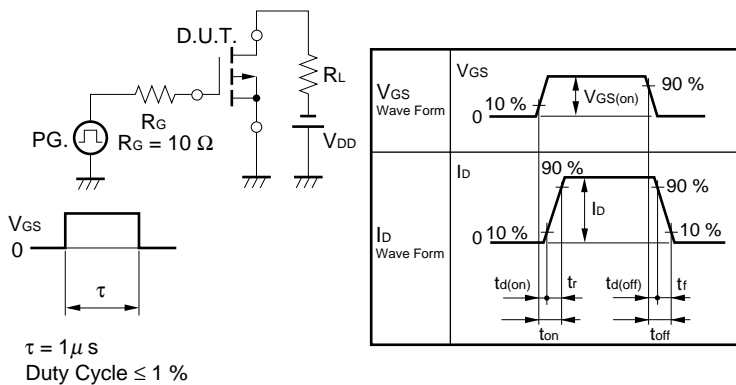 D.U.T.
RL
RG
RG = 10 Ω
PG.
VDD
VGS
0
τ
τ = 1μ s
Duty Cycle ≤ 1 %
VGS
Wave Form
VGS
10 %
0
VGS(on)
90 %
ID
Wave Form
ID
90 %
90 %
ID
0
10 %
10 %
td(on)
tr
td(off)
tf
ton
toff